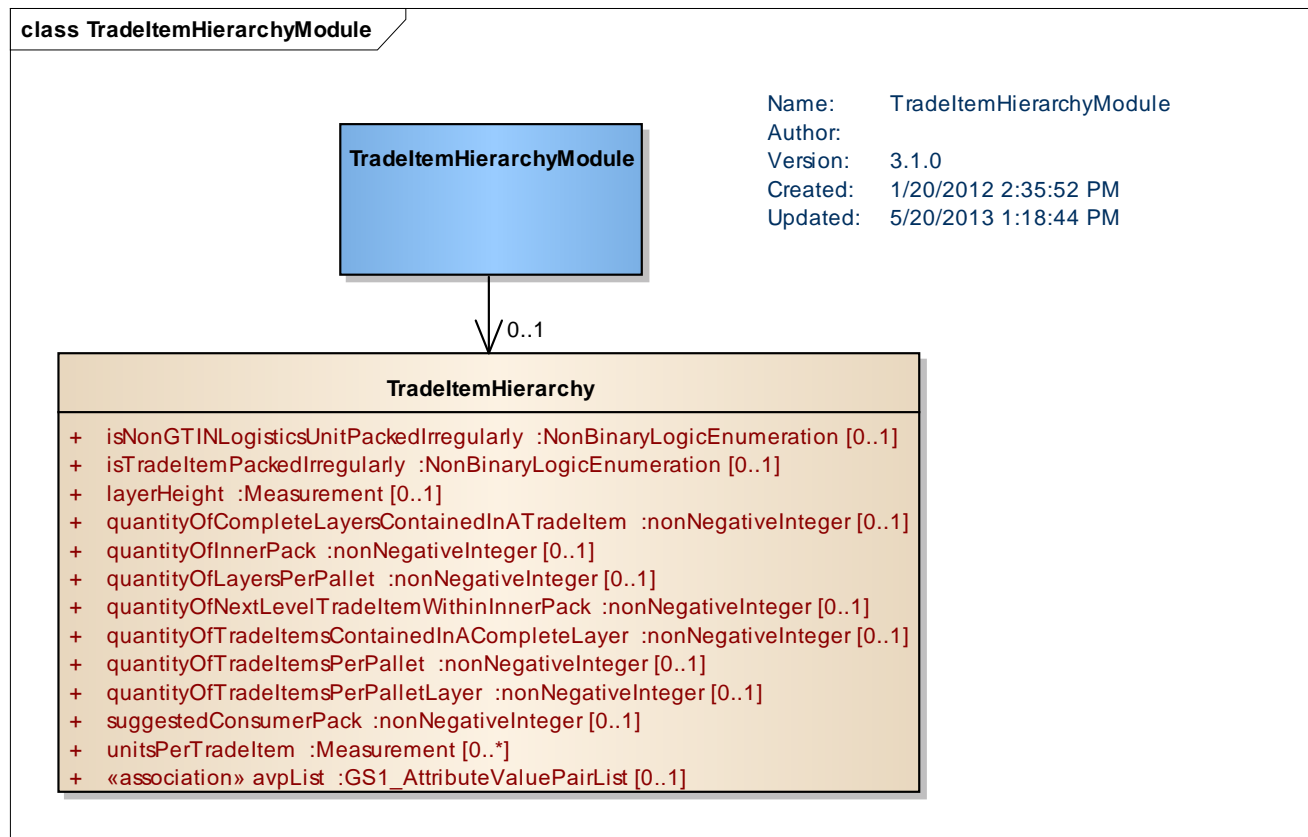 class TradeItemHierarchyModule
Name: TradeItemHierarchyModule
Author:
Version: 3.1.0
Created: 1/20/2012 2:35:52 PM
Updated: 5/20/2013 1:18:44 PM
TradeItemHierarchyModule
0..1
TradeItemHierarchy
+ isNonGTINLogisticsUnitPackedIrregularly :NonBinaryLogicEnumeration [0..1]
+ isTradeItemPackedIrregularly :NonBinaryLogicEnumeration [0..1]
+ layerHeight :Measurement [0..1]
+ quantityOfCompleteLayersContainedInATradeItem :nonNegativeInteger [0..1]
+ quantityOfInnerPack :nonNegativeInteger [0..1]
+ quantityOfLayersPerPallet :nonNegativeInteger [0..1]
+ quantityOfNextLevelTradeItemWithinInnerPack :nonNegativeInteger [0..1]
+ quantityOfTradeItemsContainedInACompleteLayer :nonNegativeInteger [0..1]
+ quantityOfTradeItemsPerPallet :nonNegativeInteger [0..1]
+ quantityOfTradeItemsPerPalletLayer :nonNegativeInteger [0..1]
+ suggestedConsumerPack :nonNegativeInteger [0..1]
+ unitsPerTradeItem :Measurement [0..*]
+ «association» avpList :GS1_AttributeValuePairList [0..1]